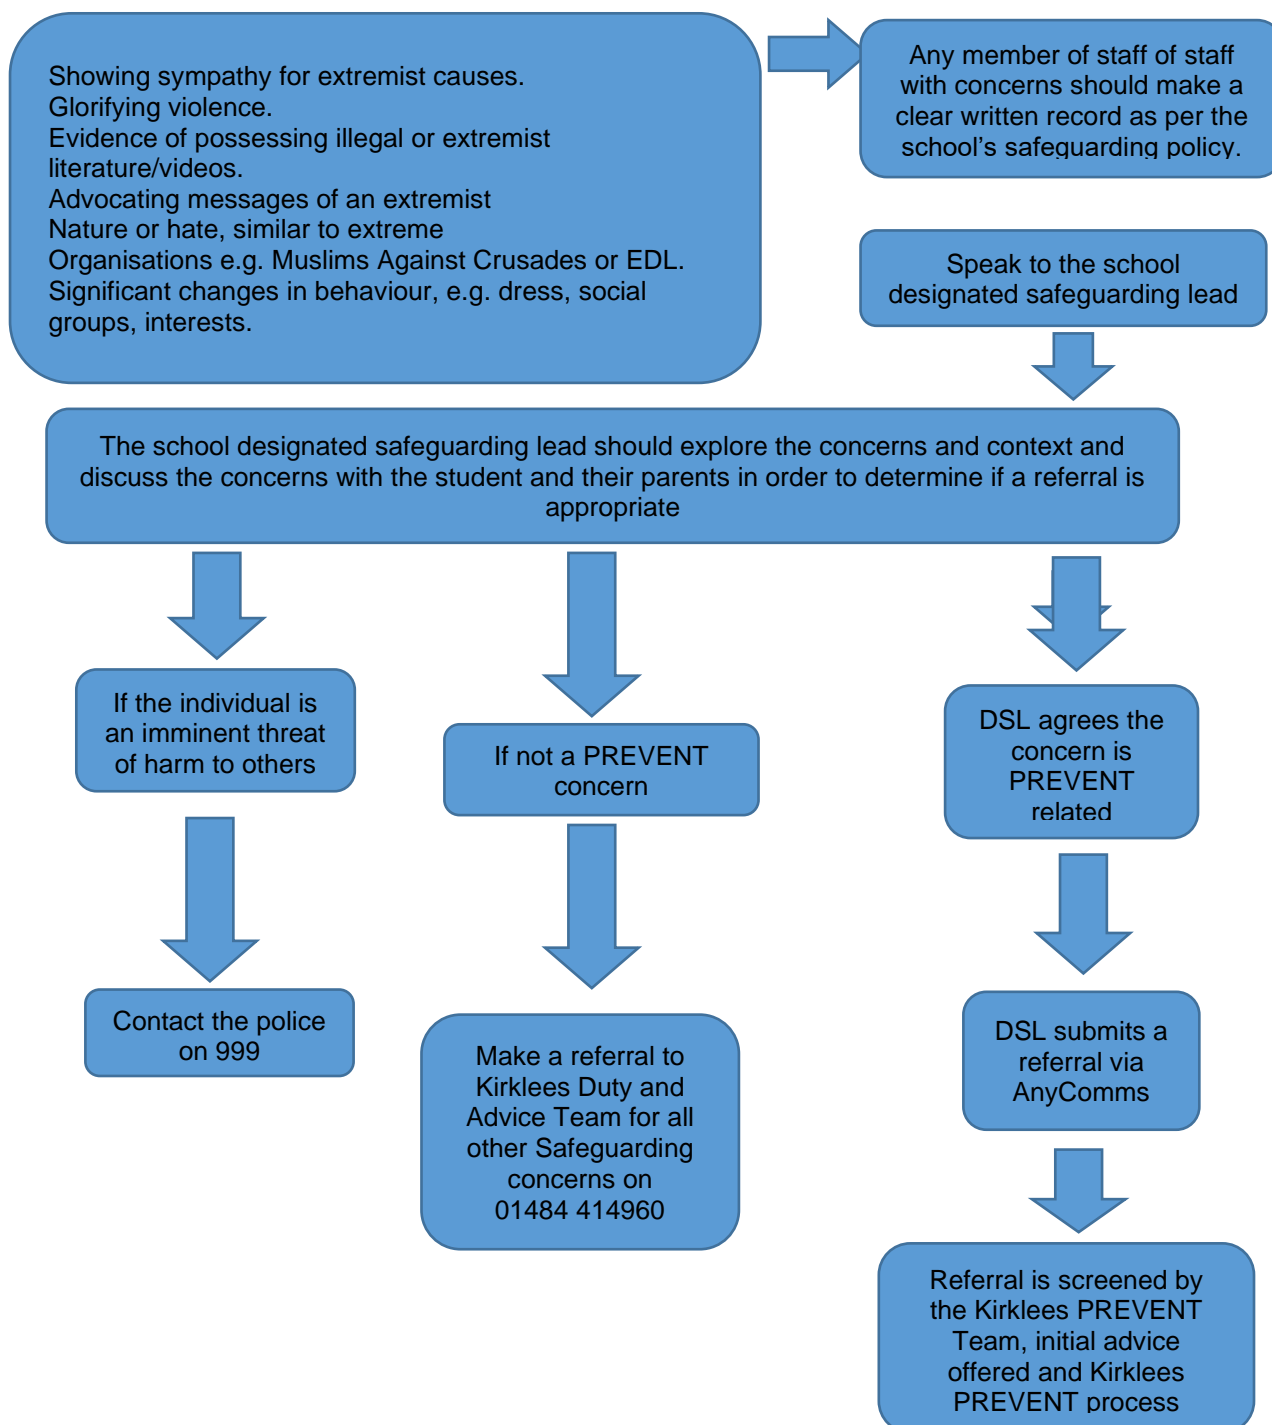 Showing sympathy for extremist causes.
Glorifying violence.
Evidence of possessing illegal or extremist
literature/videos.
Advocating messages of an extremist
Nature or hate, similar to extreme
Organisations e.g. Muslims Against Crusades or EDL.
Significant changes in behaviour, e.g. dress, social
groups, interests.
Any member of staff of staff
with concerns should make a
clear written record as per the
school’s safeguarding policy.
Speak to the school
designated safeguarding lead
The school designated safeguarding lead should explore the concerns and context and
discuss the concerns with the student and their parents in order to determine if a referral is
appropriate
If the individual is
an imminent threat
of harm to others
Contact the police
on 999
If not a PREVENT
concern
Make a referral to
Kirklees Duty and
Advice Team for all
other Safeguarding
concerns on
01484 414960
DSL agrees the
concern is
PREVENT
related
DSL submits a
referral via
AnyComms
Referral is screened by
the Kirklees PREVENT
Team, initial advice
offered and Kirklees
PREVENT process